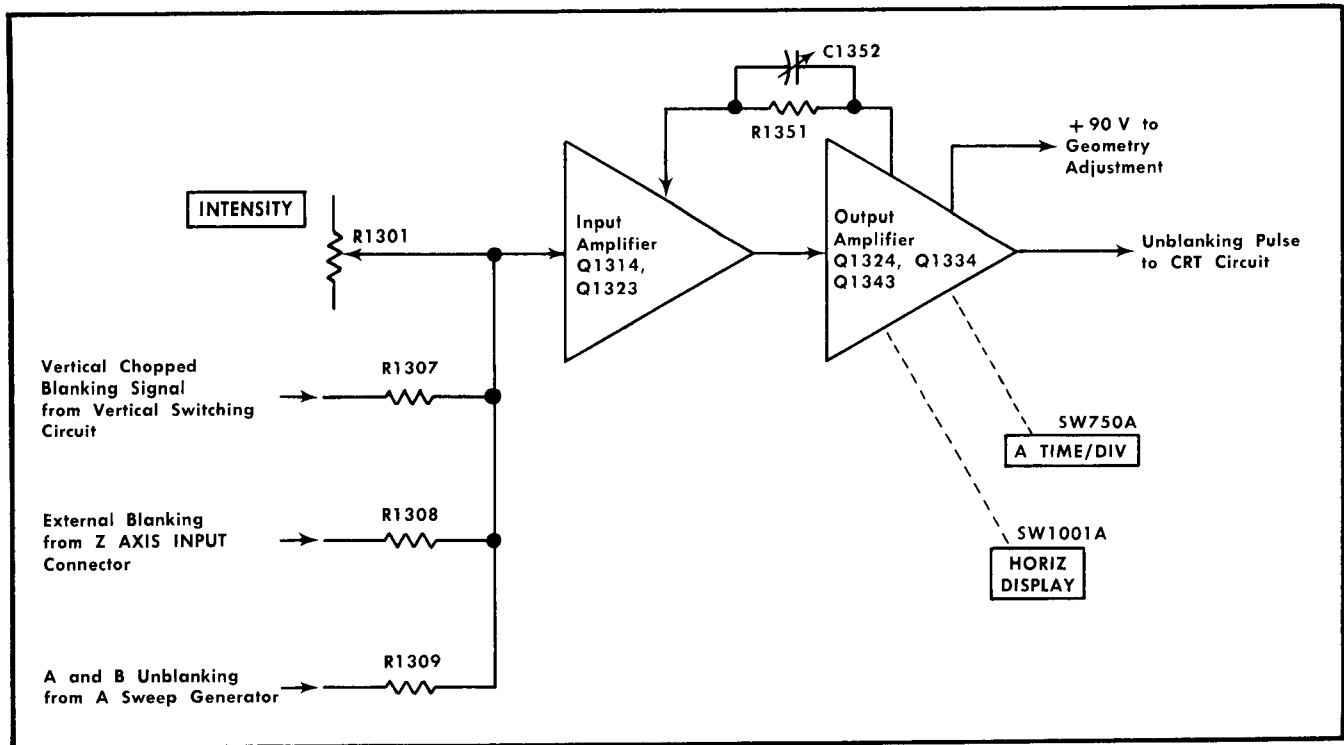 C1352
R1351
+90 V to
Geometry
Adjustment
INTENSITY
R1301
Input
Amplifier
Q1314,
Q1323
Output
Amplifier
Q1324, Q1334
Q1343
Unblanking Pulse
to CRT Circuit
Vertical Chopped
Blanking Signal
from Vertical Switching
Circuit
R1307
SW750A
A TIME/DIV
External Blanking
from Z AXIS INPUT
Connector
R1308
SW1001A
HORIZ
DISPLAY
A and B Unblanking
from A Sweep Generator
R1309